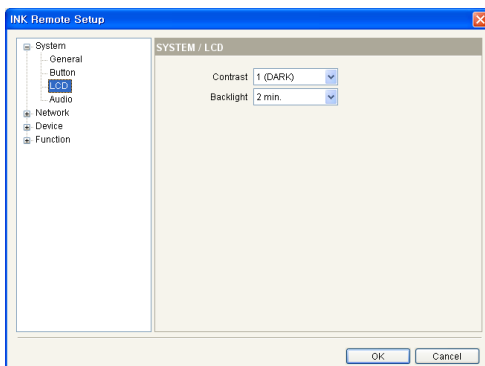 INK Remote Setup
System
General
Button
LCD
Audio
Network
Device
Function
SYSTEM / LCD
Contrast 1 (DARK)
Backlight 2 min.
OK Cancel